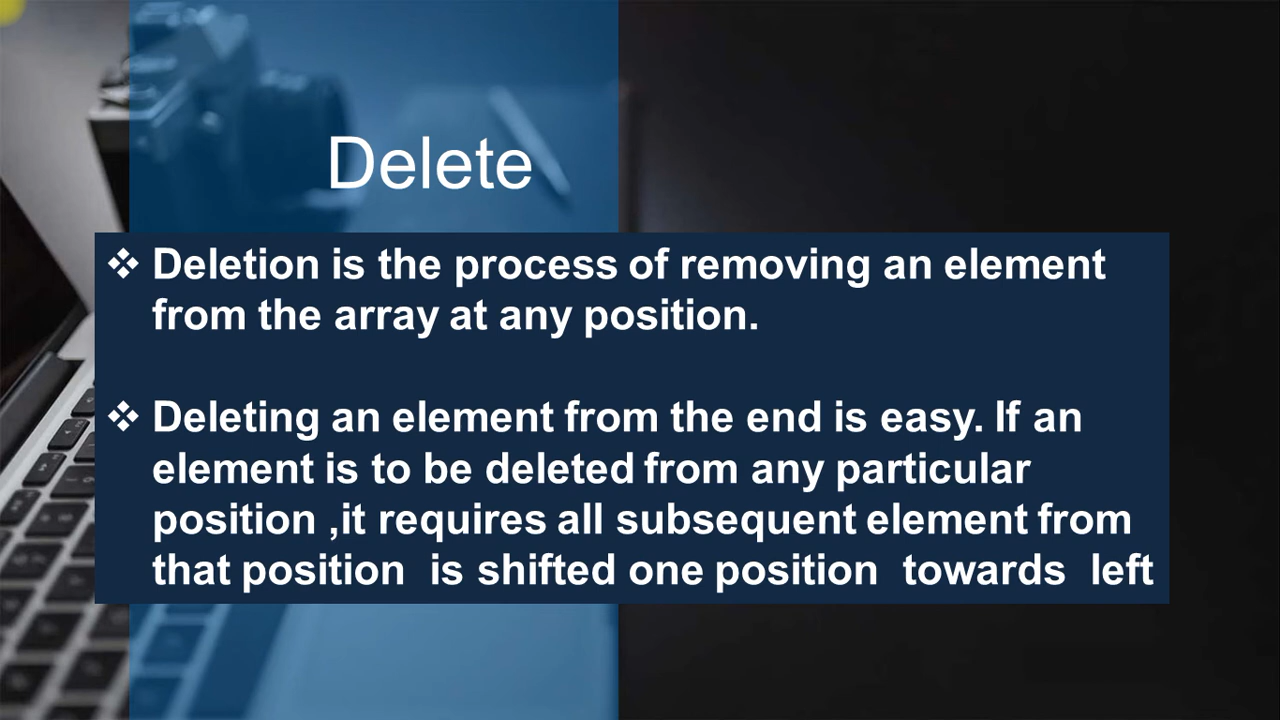 Delete
❖ Deletion is the process of removing an element
from the array at any position.
❖ Deleting an element from the end is easy. If an
element is to be deleted from any particular
position ,it requires all subsequent element from
that position is shifted one position towards left